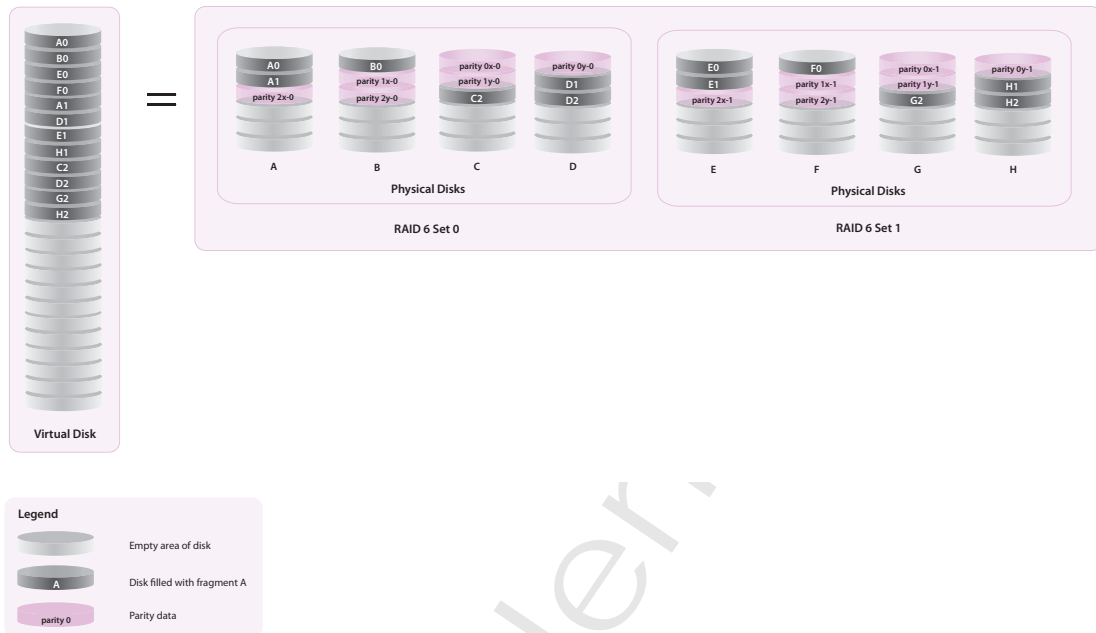 A0
B0
E0
F0
A1
D1
E1
H1
C2
D2
G2
H2
Virtual Disk
=
A0
A1
parity 2x-0
A
B0
parity 1x-0
parity 2y-0
B
parity 0x-0
parity 1y-0
C2
C
parity 0y-0
D1
D2
D
Physical Disks
RAID 6 Set 0
E0
E1
parity 2x-1
E
F0
parity 1x-1
parity 2y-1
F
parity 0x-1
parity 1y-1
G2
G
parity 0y-1
H1
H2
H
Physical Disks
RAID 6 Set 1
Legend
Empty area of disk
A
Disk filled with fragment A
parity 0
Parity data